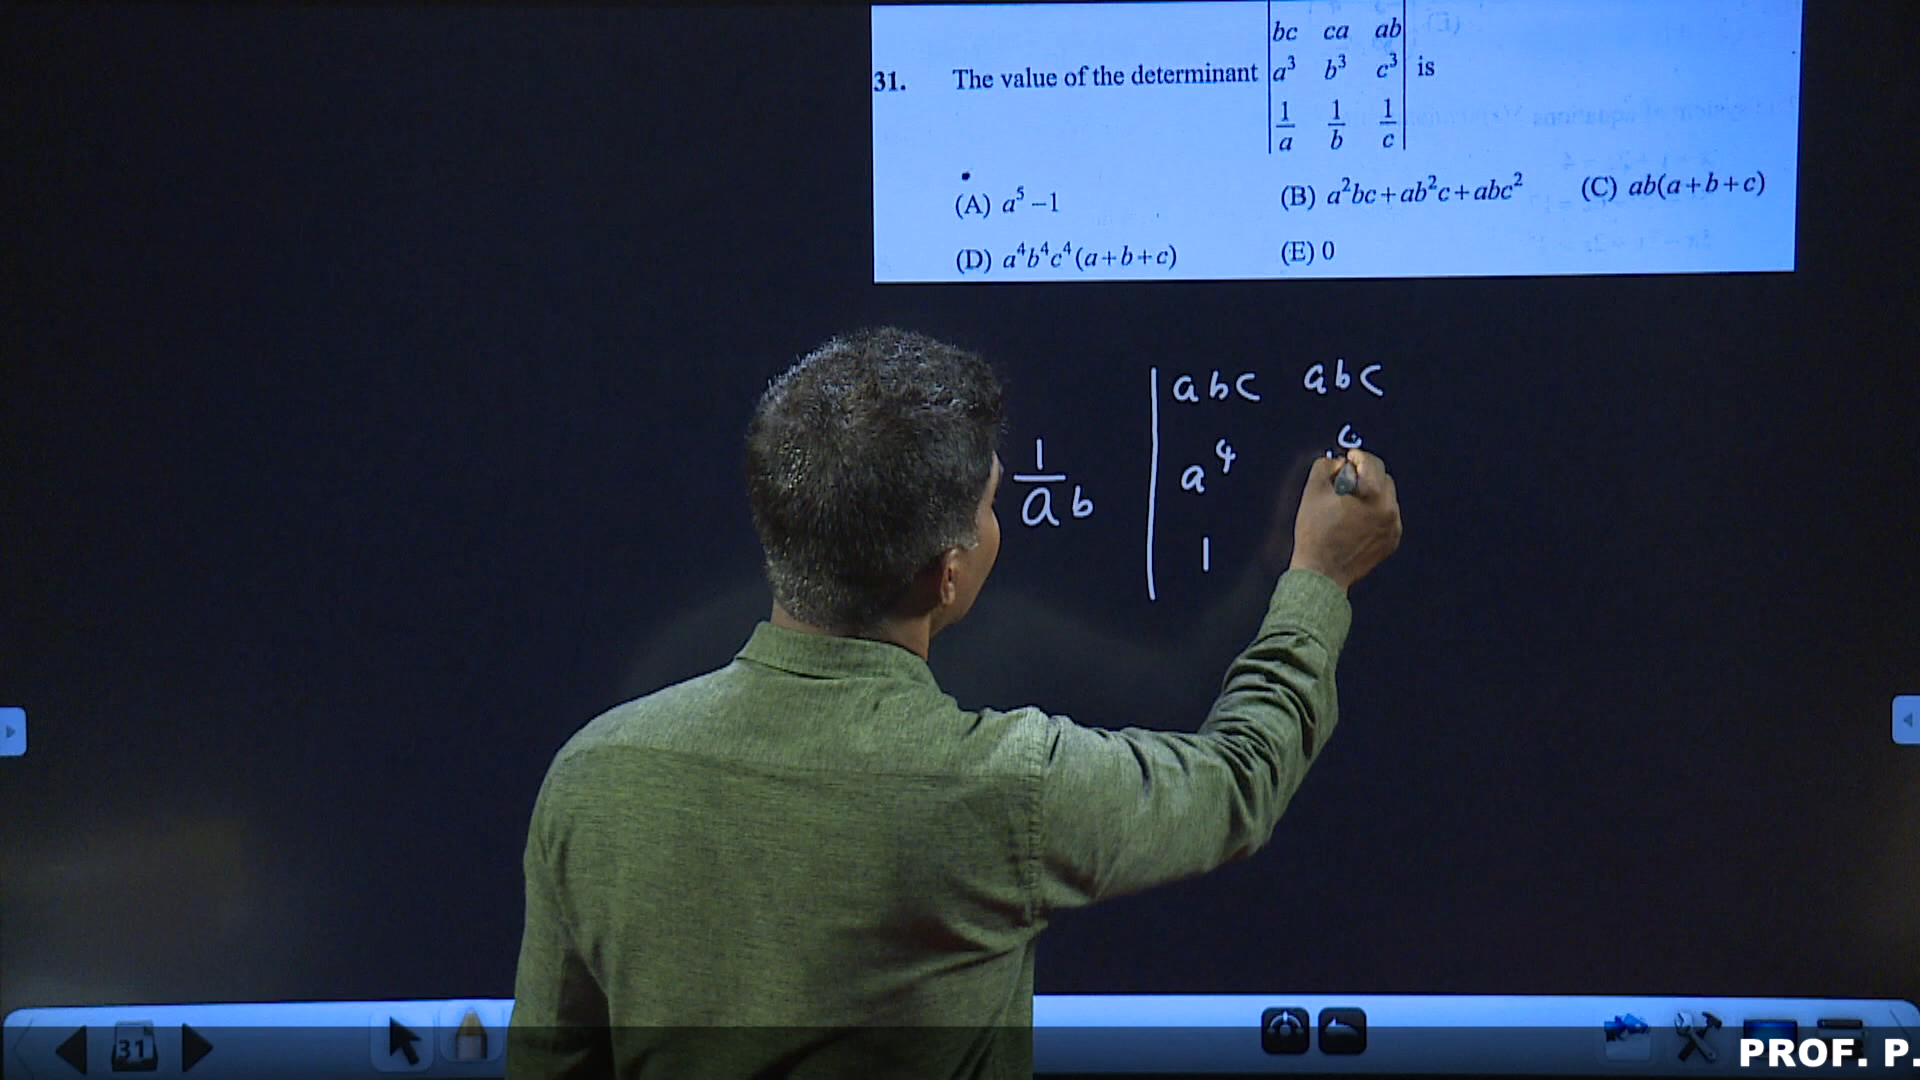 bc ca ab
31. The value of the determinant a³ b³ c³ is
1/a 1/b 1/c
(A) a⁵ − 1 (B) a²bc + ab²c + abc² (C) ab(a + b + c)
(D) a⁴b⁴c⁴(a + b + c) (E) 0
abc abc
1/ab a⁴
1
31
PROF. P.